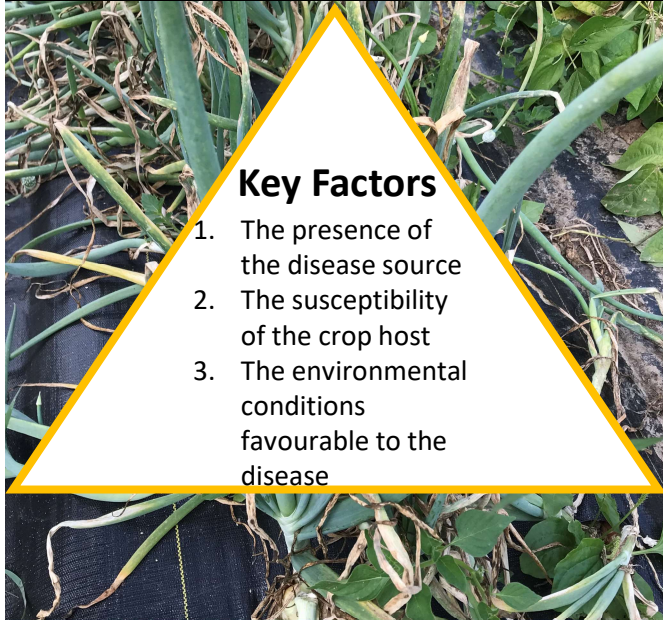 Key Factors
1. The presence of
the disease source
2. The susceptibility
of the crop host
3. The environmental
conditions
favourable to the
disease